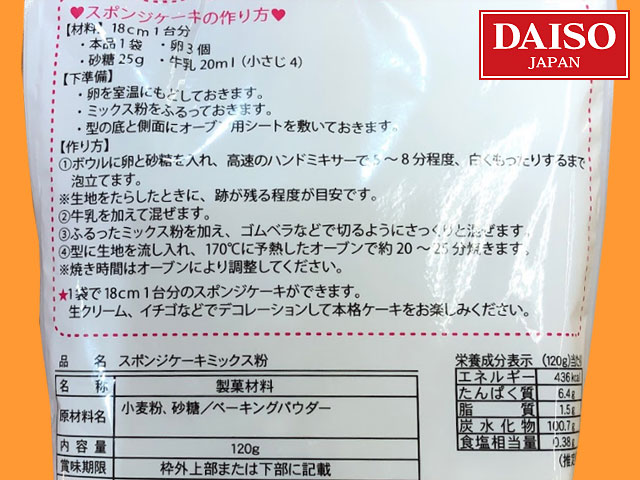 ♥スポンジケーキの作り方♥
DAISO
JAPAN
【材料】18cm1台分
・本品1袋 ・卵3個
・砂糖25g ・牛乳20ml(小さじ4)
【下準備】
・卵を室温にもどしておきます。
・ミックス粉をふるっておきます。
・型の底と側面にオーブン用シートを敷いておきます。
【作り方】
①ボウルに卵と砂糖を入れ、高速のハンドミキサーで5～8分程度、白くもったりするまで
泡立てます。
※生地をたらしたときに、跡が残る程度が目安です。
②牛乳を加えて混ぜます。
③ふるったミックス粉を加え、ゴムベラなどで切るようにさっくりと混ぜます。
④型に生地を流し入れ、170℃に予熱したオーブンで約20～25分焼きます。
※焼き時間はオーブンにより調整してください。
★1袋で18cm1台分のスポンジケーキができます。
生クリーム、イチゴなどでデコレーションして本格ケーキをお楽しみください。
品名 スポンジケーキミックス粉
名称 製菓材料
原材料名 小麦粉、砂糖／ベーキングパウダー
内容量 120g
賞味期限 枠外上部または下部に記載
栄養成分表示 (120g)当た
エネルギー 436kcal
たんぱく質 6.4g
脂質 1.5g
炭水化物 100.7g
食塩相当量 0.38g
(推定